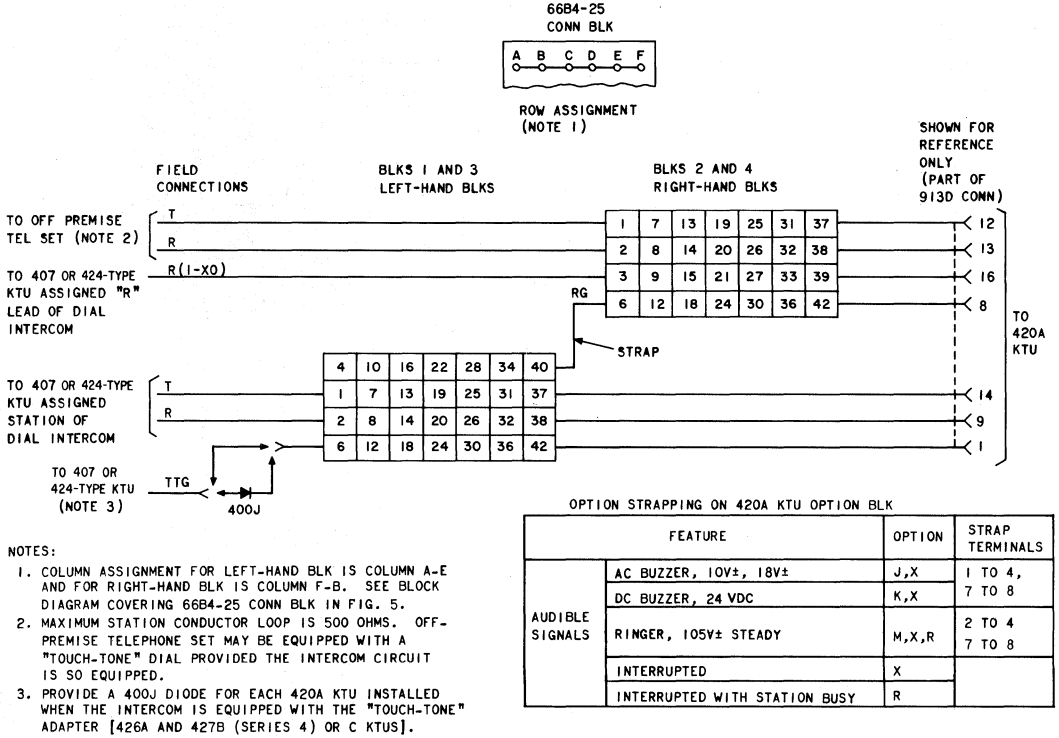 66B4-25
CONN BLK
A B C D E F
ROW ASSIGNMENT
(NOTE 1)
SHOWN FOR
REFERENCE
ONLY
(PART OF
913D CONN)
FIELD
CONNECTIONS
BLKS 1 AND 3
LEFT-HAND BLKS
BLKS 2 AND 4
RIGHT-HAND BLKS
TO OFF PREMISE
TEL SET (NOTE 2)
T
R
1 7 13 19 25 31 37
12
2 8 14 20 26 32 38
13
TO 407 OR 424-TYPE
KTU ASSIGNED "R"
LEAD OF DIAL
INTERCOM
R(1-X0)
3 9 15 21 27 33 39
16
RG
6 12 18 24 30 36 42
8
TO
420A
KTU
STRAP
4 10 16 22 28 34 40
TO 407 OR 424-TYPE
KTU ASSIGNED
STATION OF
DIAL INTERCOM
T
R
1 7 13 19 25 31 37
14
2 8 14 20 26 32 38
9
6 12 18 24 30 36 42
1
TO 407 OR
424-TYPE KTU
(NOTE 3)
TTG
400J
NOTES:
1. COLUMN ASSIGNMENT FOR LEFT-HAND BLK IS COLUMN A-E
AND FOR RIGHT-HAND BLK IS COLUMN F-B. SEE BLOCK
DIAGRAM COVERING 66B4-25 CONN BLK IN FIG. 5.
2. MAXIMUM STATION CONDUCTOR LOOP IS 500 OHMS. OFF-
PREMISE TELEPHONE SET MAY BE EQUIPPED WITH A
"TOUCH-TONE" DIAL PROVIDED THE INTERCOM CIRCUIT
IS SO EQUIPPED.
3. PROVIDE A 400J DIODE FOR EACH 420A KTU INSTALLED
WHEN THE INTERCOM IS EQUIPPED WITH THE "TOUCH-TONE"
ADAPTER [426A AND 427B (SERIES 4) OR C KTUS].
OPTION STRAPPING ON 420A KTU OPTION BLK
FEATURE OPTION STRAP
TERMINALS
AUDIBLE
SIGNALS
AC BUZZER, 10V±, 18V± J,X 1 TO 4,
DC BUZZER, 24 VDC K,X 7 TO 8
RINGER, 105V± STEADY M,X,R 2 TO 4
7 TO 8
INTERRUPTED X
INTERRUPTED WITH STATION BUSY R